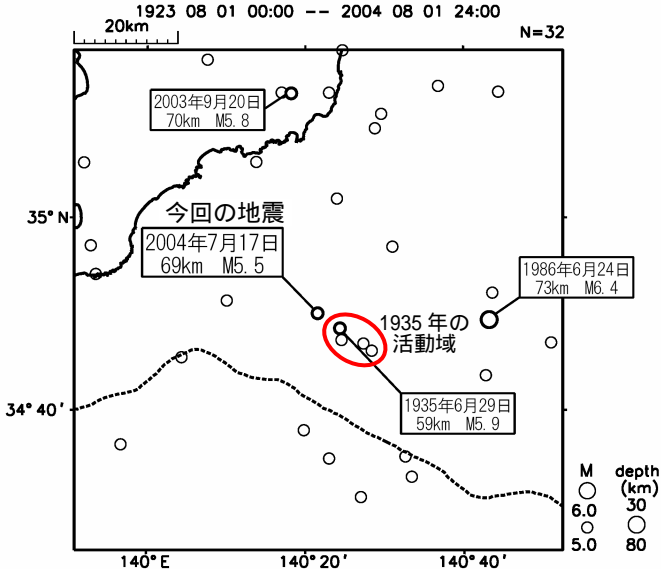 1923 08 01 00:00 -- 2004 08 01 24:00
20km
N=32
2003年9月20日
70km M5.8
35°N
今回の地震
2004年7月17日
69km M5.5
1986年6月24日
73km M6.4
1935年の
活動域
34°40'
1935年6月29日
59km M5.9
M
6.0
5.0
depth
(km)
30
80
140°E
140°20'
140°40'